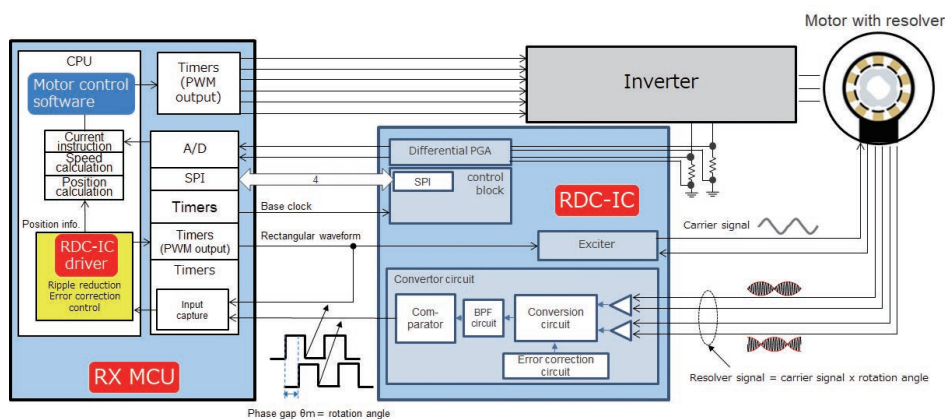 Motor with resolver
CPU
Motor control
software
Timers
(PWM
output)
Inverter
Current
instruction
Speed
calculation
Position
calculation
A/D
SPI
Timers
Timers
(PWM output)
Timers
Input
capture
Position info.
RDC-IC
driver
Ripple reduction
Error correction
control
RX MCU
4
Base clock
Rectangular waveform
Differential PGA
SPI
control
block
RDC-IC
Exciter
Carrier signal
Convertor circuit
Com-
parator
BPF
circuit
Conversion
circuit
Error correction
circuit
Resolver signal = carrier signal x rotation angle
Phase gap θm= rotation angle